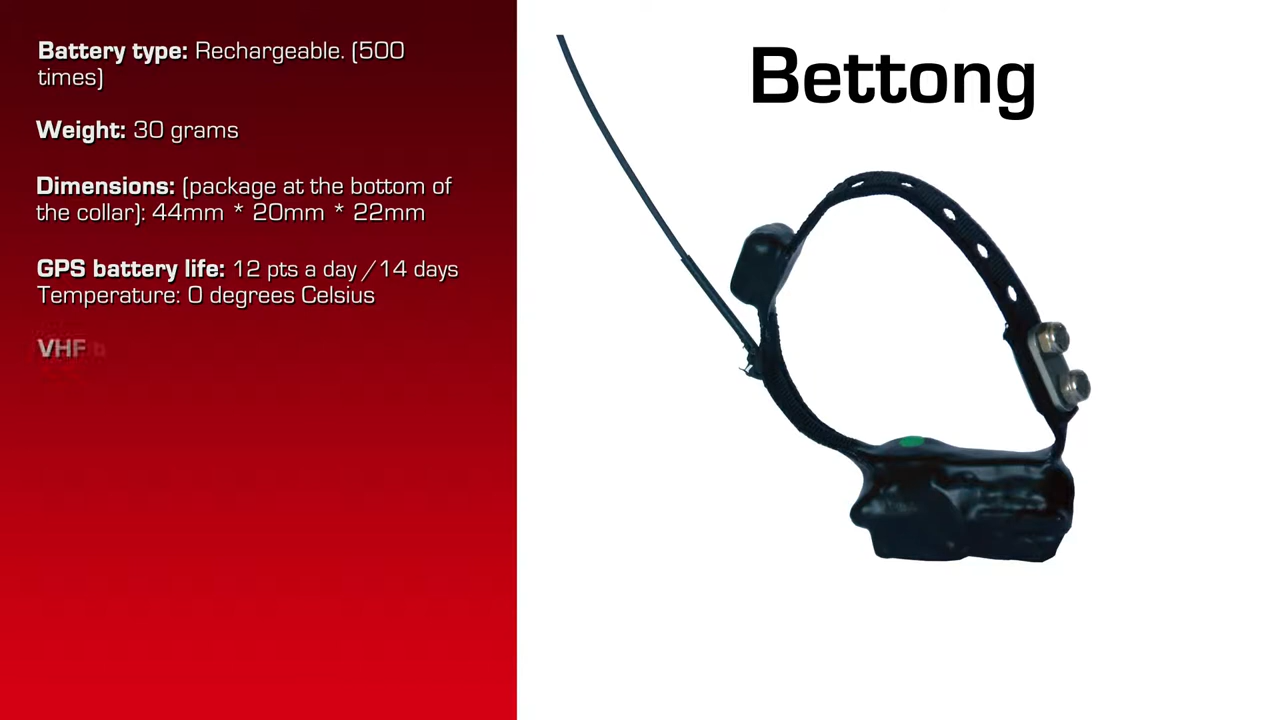 Battery type: Rechargeable. (500
times)
Weight: 30 grams
Dimensions: (package at the bottom of
the collar): 44mm * 20mm * 22mm
GPS battery life: 12 pts a day /14 days
Temperature: 0 degrees Celsius
VHF b
Bettong